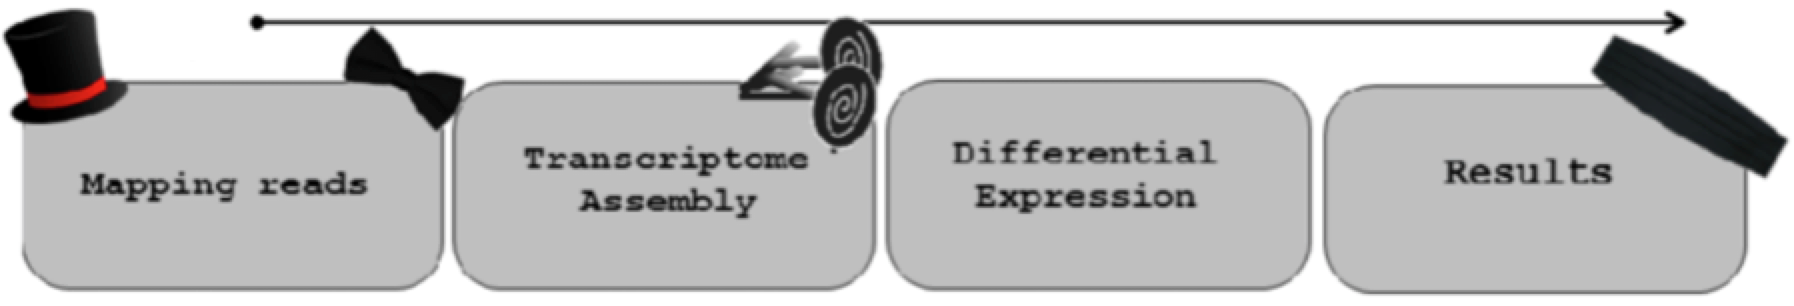 Mapping reads
Transcriptome
Assembly
Differential
Expression
Results